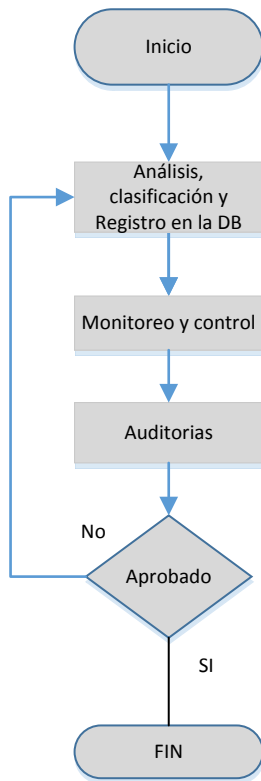 Inicio
Análisis,
clasificación y
Registro en la DB
Monitoreo y control
Auditorias
No
Aprobado
SI
FIN